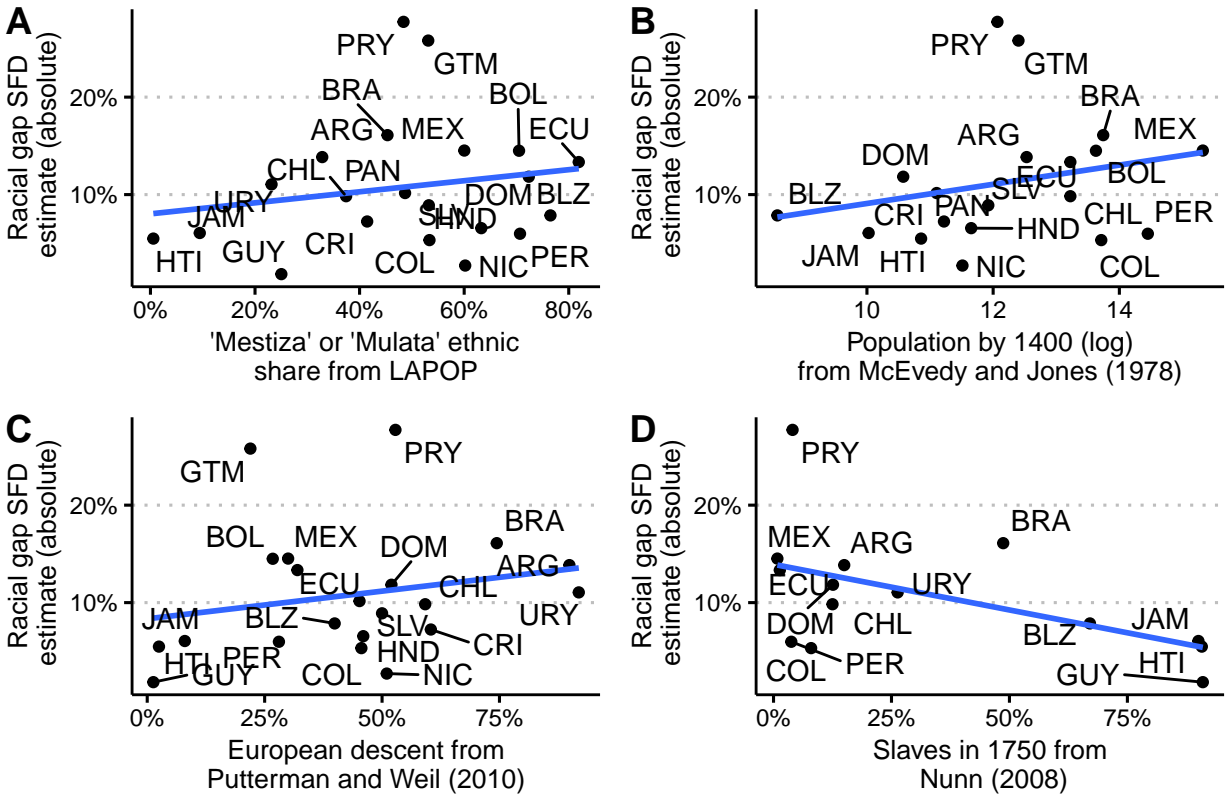 A
Racial gap SFD
estimate (absolute)
20%
10%
PRY
GTM
BRA
BOL
ARG
MEX
ECU
CHL
PAN
URY
DOM
BLZ
JAM
SLV
HND
HTI
GUY
CRI
COL
NIC
PER
0%
20%
40%
60%
80%
'Mestiza' or 'Mulata' ethnic
share from LAPOP
B
Racial gap SFD
estimate (absolute)
20%
10%
PRY
GTM
BRA
ARG
MEX
DOM
ECU
BOL
BLZ
SLV
CRI
PAN
CHL
PER
JAM
HTI
HND
NIC
COL
10
12
14
Population by 1400 (log)
from McEvedy and Jones (1978)
C
Racial gap SFD
estimate (absolute)
20%
10%
PRY
GTM
BRA
BOL
MEX
DOM
ARG
ECU
CHL
JAM
BLZ
SLV
URY
HTI
PER
HND
CRI
GUY
COL
NIC
0%
25%
50%
75%
European descent from
Putterman and Weil (2010)
D
Racial gap SFD
estimate (absolute)
20%
10%
PRY
BRA
MEX
ARG
ECU
URY
DOM
CHL
BLZ
JAM
COL
PER
GUY
HTI
0%
25%
50%
75%
Slaves in 1750 from
Nunn (2008)